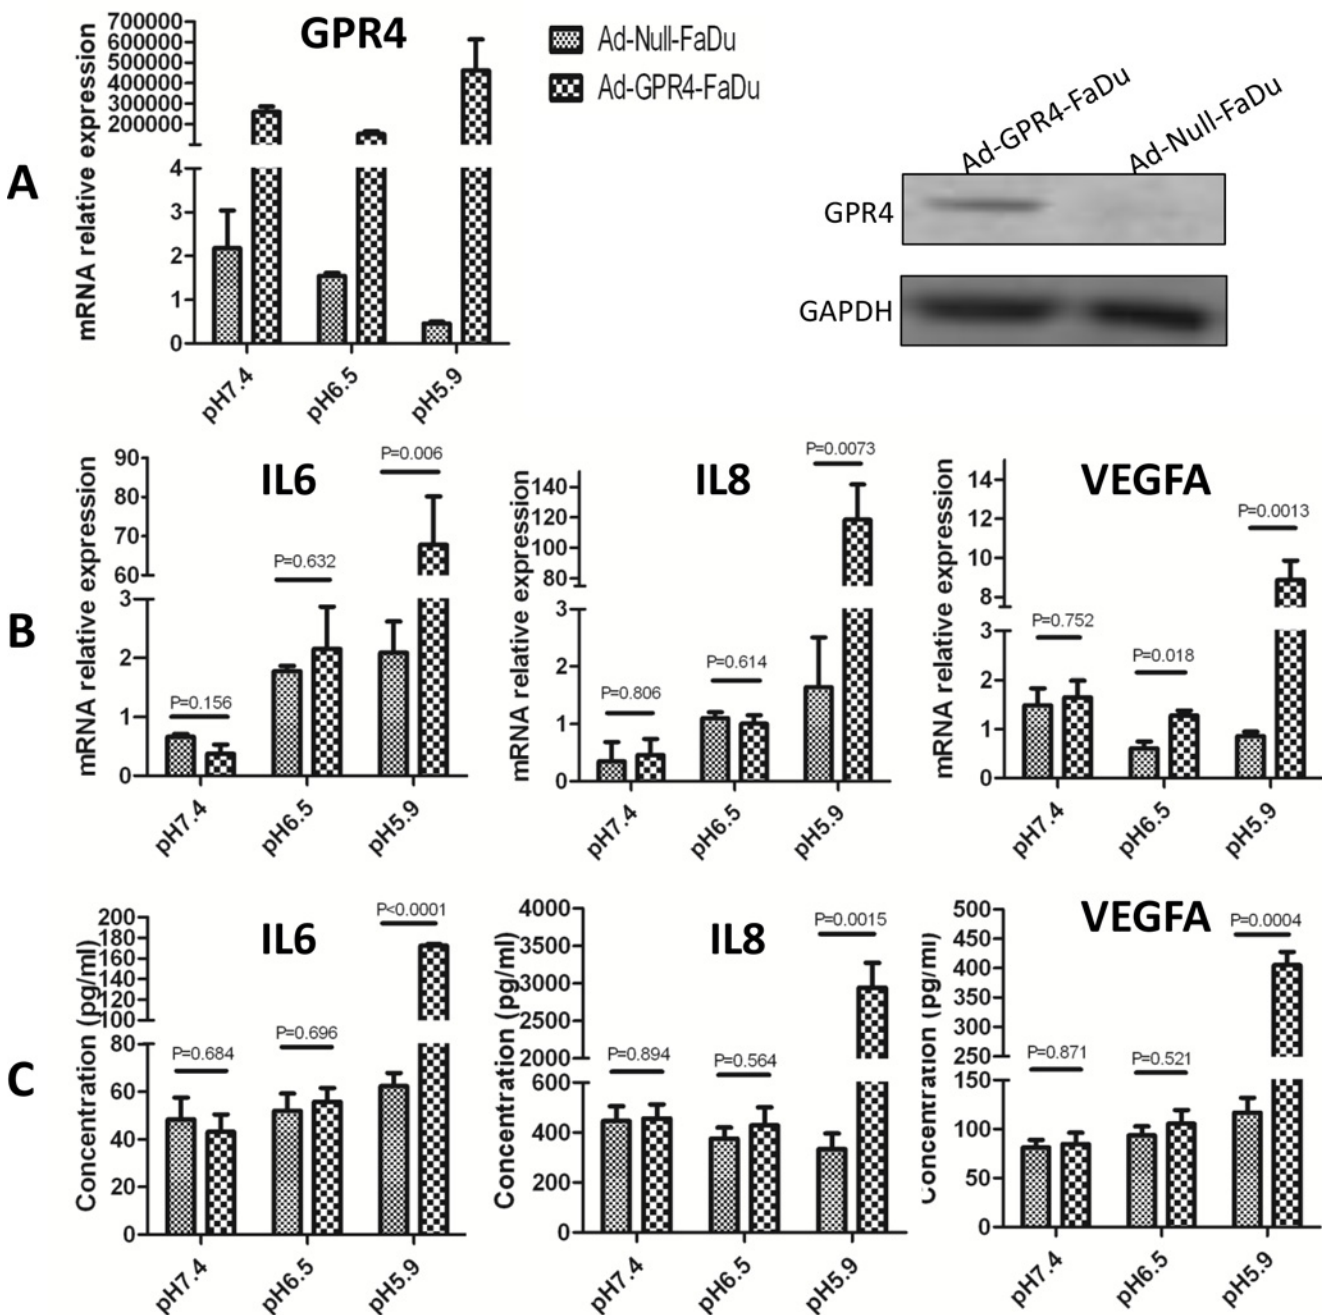 A
GPR4
mRNA relative expression
700000
600000
500000
400000
300000
200000
100000
4
3
2
1
0
pH7.4
pH6.5
pH5.9
Ad-Null-FaDu
Ad-GPR4-FaDu
Ad-GPR4-FaDu
Ad-Null-FaDu
GPR4
GAPDH
B
IL6
mRNA relative expression
90
80
70
60
3
2
1
0
P=0.156
P=0.632
P=0.006
pH7.4
pH6.5
pH5.9
IL8
mRNA relative expression
140
120
100
80
3
2
1
0
P=0.806
P=0.614
P=0.0073
pH7.4
pH6.5
pH5.9
VEGFA
mRNA relative expression
14
12
10
8
3
2
1
0
P=0.752
P=0.018
P=0.0013
pH7.4
pH6.5
pH5.9
C
IL6
Concentration (pg/ml)
200
180
160
140
120
100
80
60
40
20
0
P=0.684
P=0.696
P<0.0001
pH7.4
pH6.5
pH5.9
IL8
Concentration (pg/ml)
4000
3500
3000
2500
2000
600
400
200
0
P=0.894
P=0.564
P=0.0015
pH7.4
pH6.5
pH5.9
VEGFA
Concentration (pg/ml)
500
450
400
350
300
250
150
100
50
0
P=0.871
P=0.521
P=0.0004
pH7.4
pH6.5
pH5.9